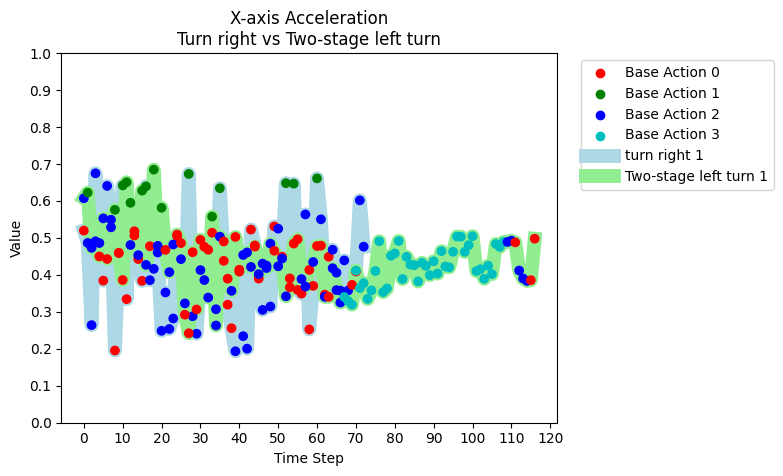 X-axis Acceleration
Turn right vs Two-stage left turn
1.0
0.9
0.8
0.7
0.6
0.5
0.4
0.3
0.2
0.1
0.0
Value
0 10 20 30 40 50 60 70 80 90 100 110 120
Time Step
Base Action 0
Base Action 1
Base Action 2
Base Action 3
turn right 1
Two-stage left turn 1